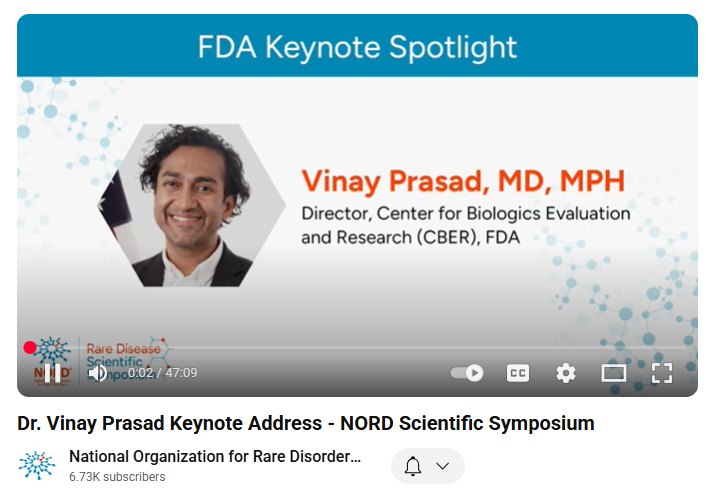 FDA Keynote Spotlight
Vinay Prasad, MD, MPH
Director, Center for Biologics Evaluation
and Research (CBER), FDA
Rare Disease
Scientific
NORD
0:02 / 47:09
CC
Dr. Vinay Prasad Keynote Address - NORD Scientific Symposium
National Organization for Rare Disorder...
6.73K subscribers